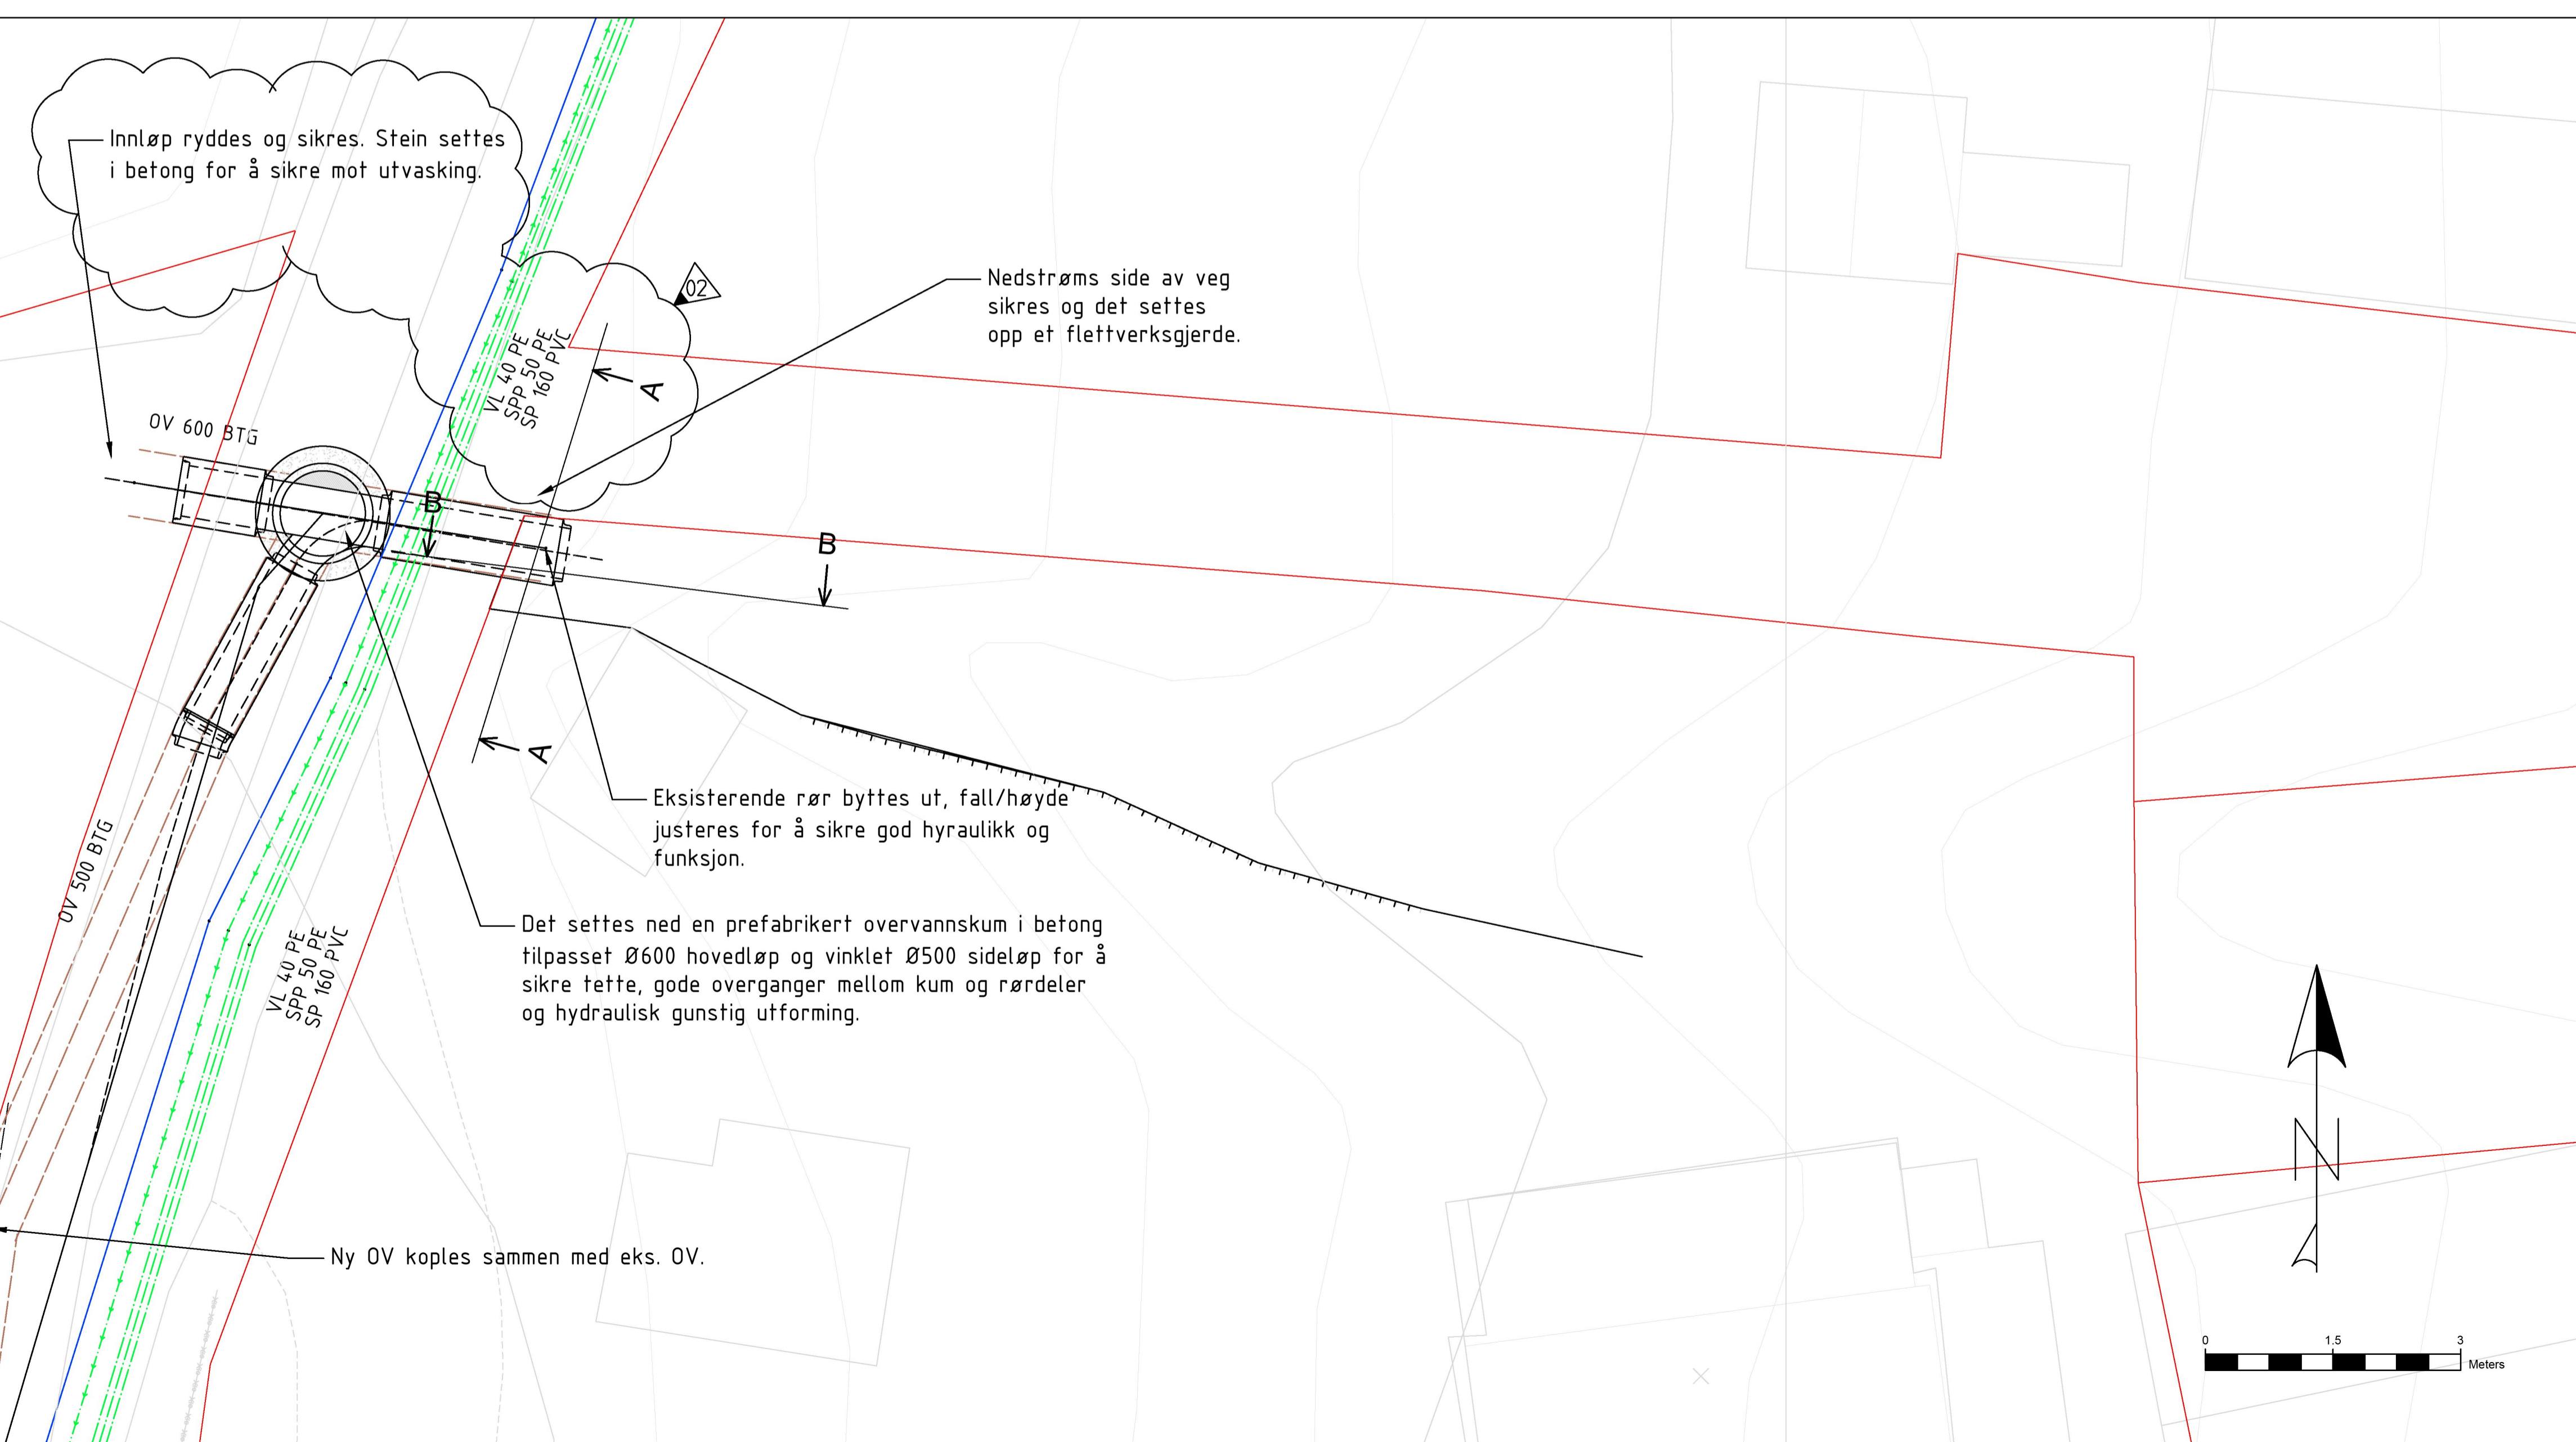 Innløp ryddes og sikres. Stein settes
i betong for å sikre mot utvasking.
02
Nedstrøms side av veg
sikres og det settes
opp et flettverksgjerde.
VL 40 PE
SPP 50 PE
SP 160 PVC
A
OV 600 BTG
B
B
A
Eksisterende rør byttes ut, fall/høyde
justeres for å sikre god hyraulikk og
funksjon.
OV 500 BTG
Det settes ned en prefabrikert overvannskum i betong
tilpasset Ø600 hovedløp og vinklet Ø500 sideløp for å
sikre tette, gode overganger mellom kum og rørdeler
og hydraulisk gunstig utforming.
VL 40 PE
SPP 50 PE
SP 160 PVC
Ny OV koples sammen med eks. OV.
N
0 1.5 3
Meters